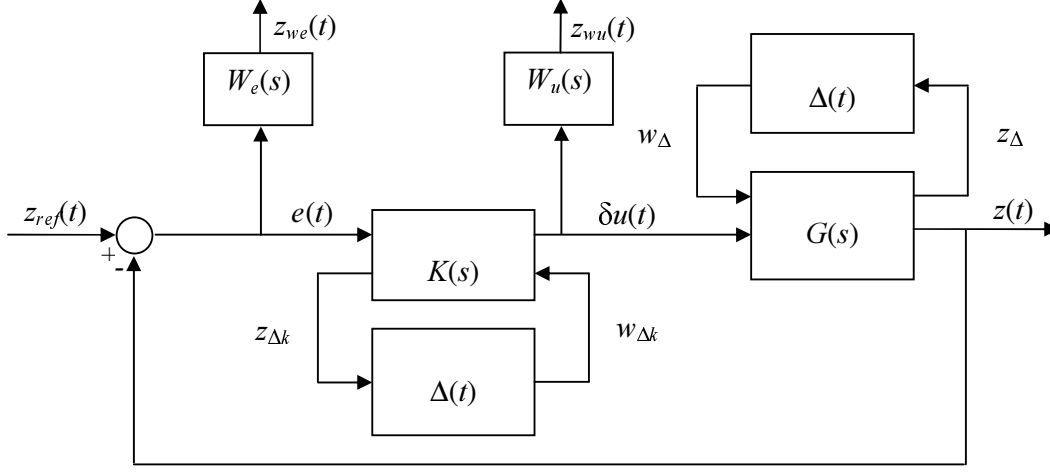 z_we(t)
z_wu(t)
W_e(s)
W_u(s)
Δ(t)
w_Δ
z_Δ
z_ref(t)
e(t)
δu(t)
z(t)
G(s)
+
-
K(s)
z_Δk
w_Δk
Δ(t)